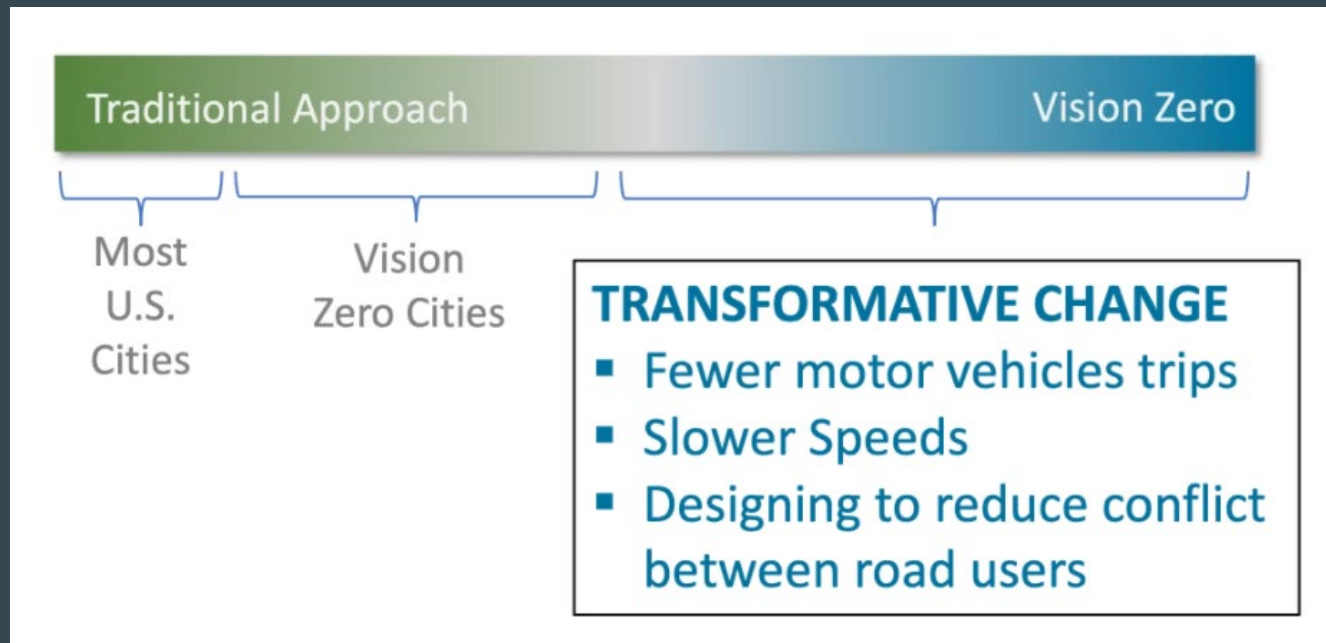 Traditional Approach
Vision Zero
Most
U.S.
Cities
Vision
Zero Cities
TRANSFORMATIVE CHANGE
▪ Fewer motor vehicles trips
▪ Slower Speeds
▪ Designing to reduce conflict
between road users